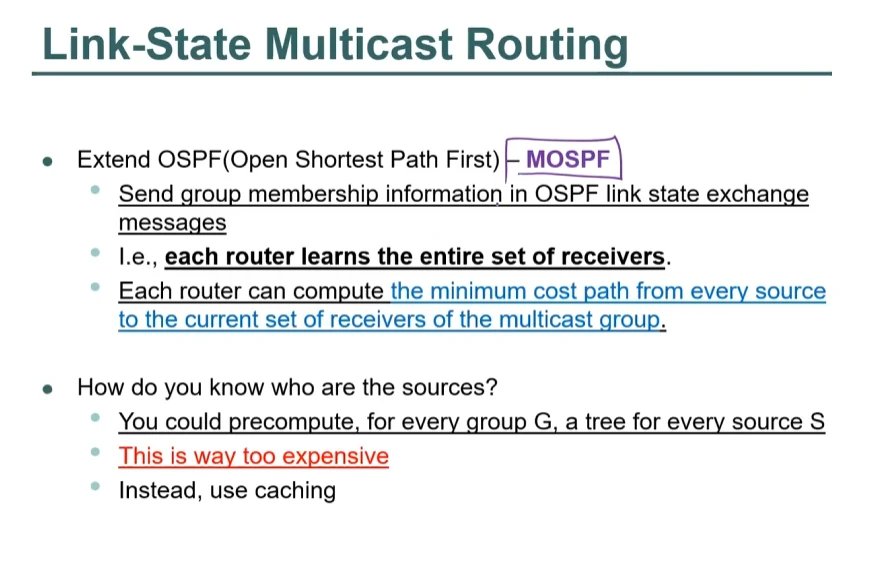 Link-State Multicast Routing
• Extend OSPF(Open Shortest Path First) – MOSPF
• Send group membership information in OSPF link state exchange
messages
• I.e., each router learns the entire set of receivers.
• Each router can compute the minimum cost path from every source
to the current set of receivers of the multicast group.
• How do you know who are the sources?
• You could precompute, for every group G, a tree for every source S
• This is way too expensive
• Instead, use caching